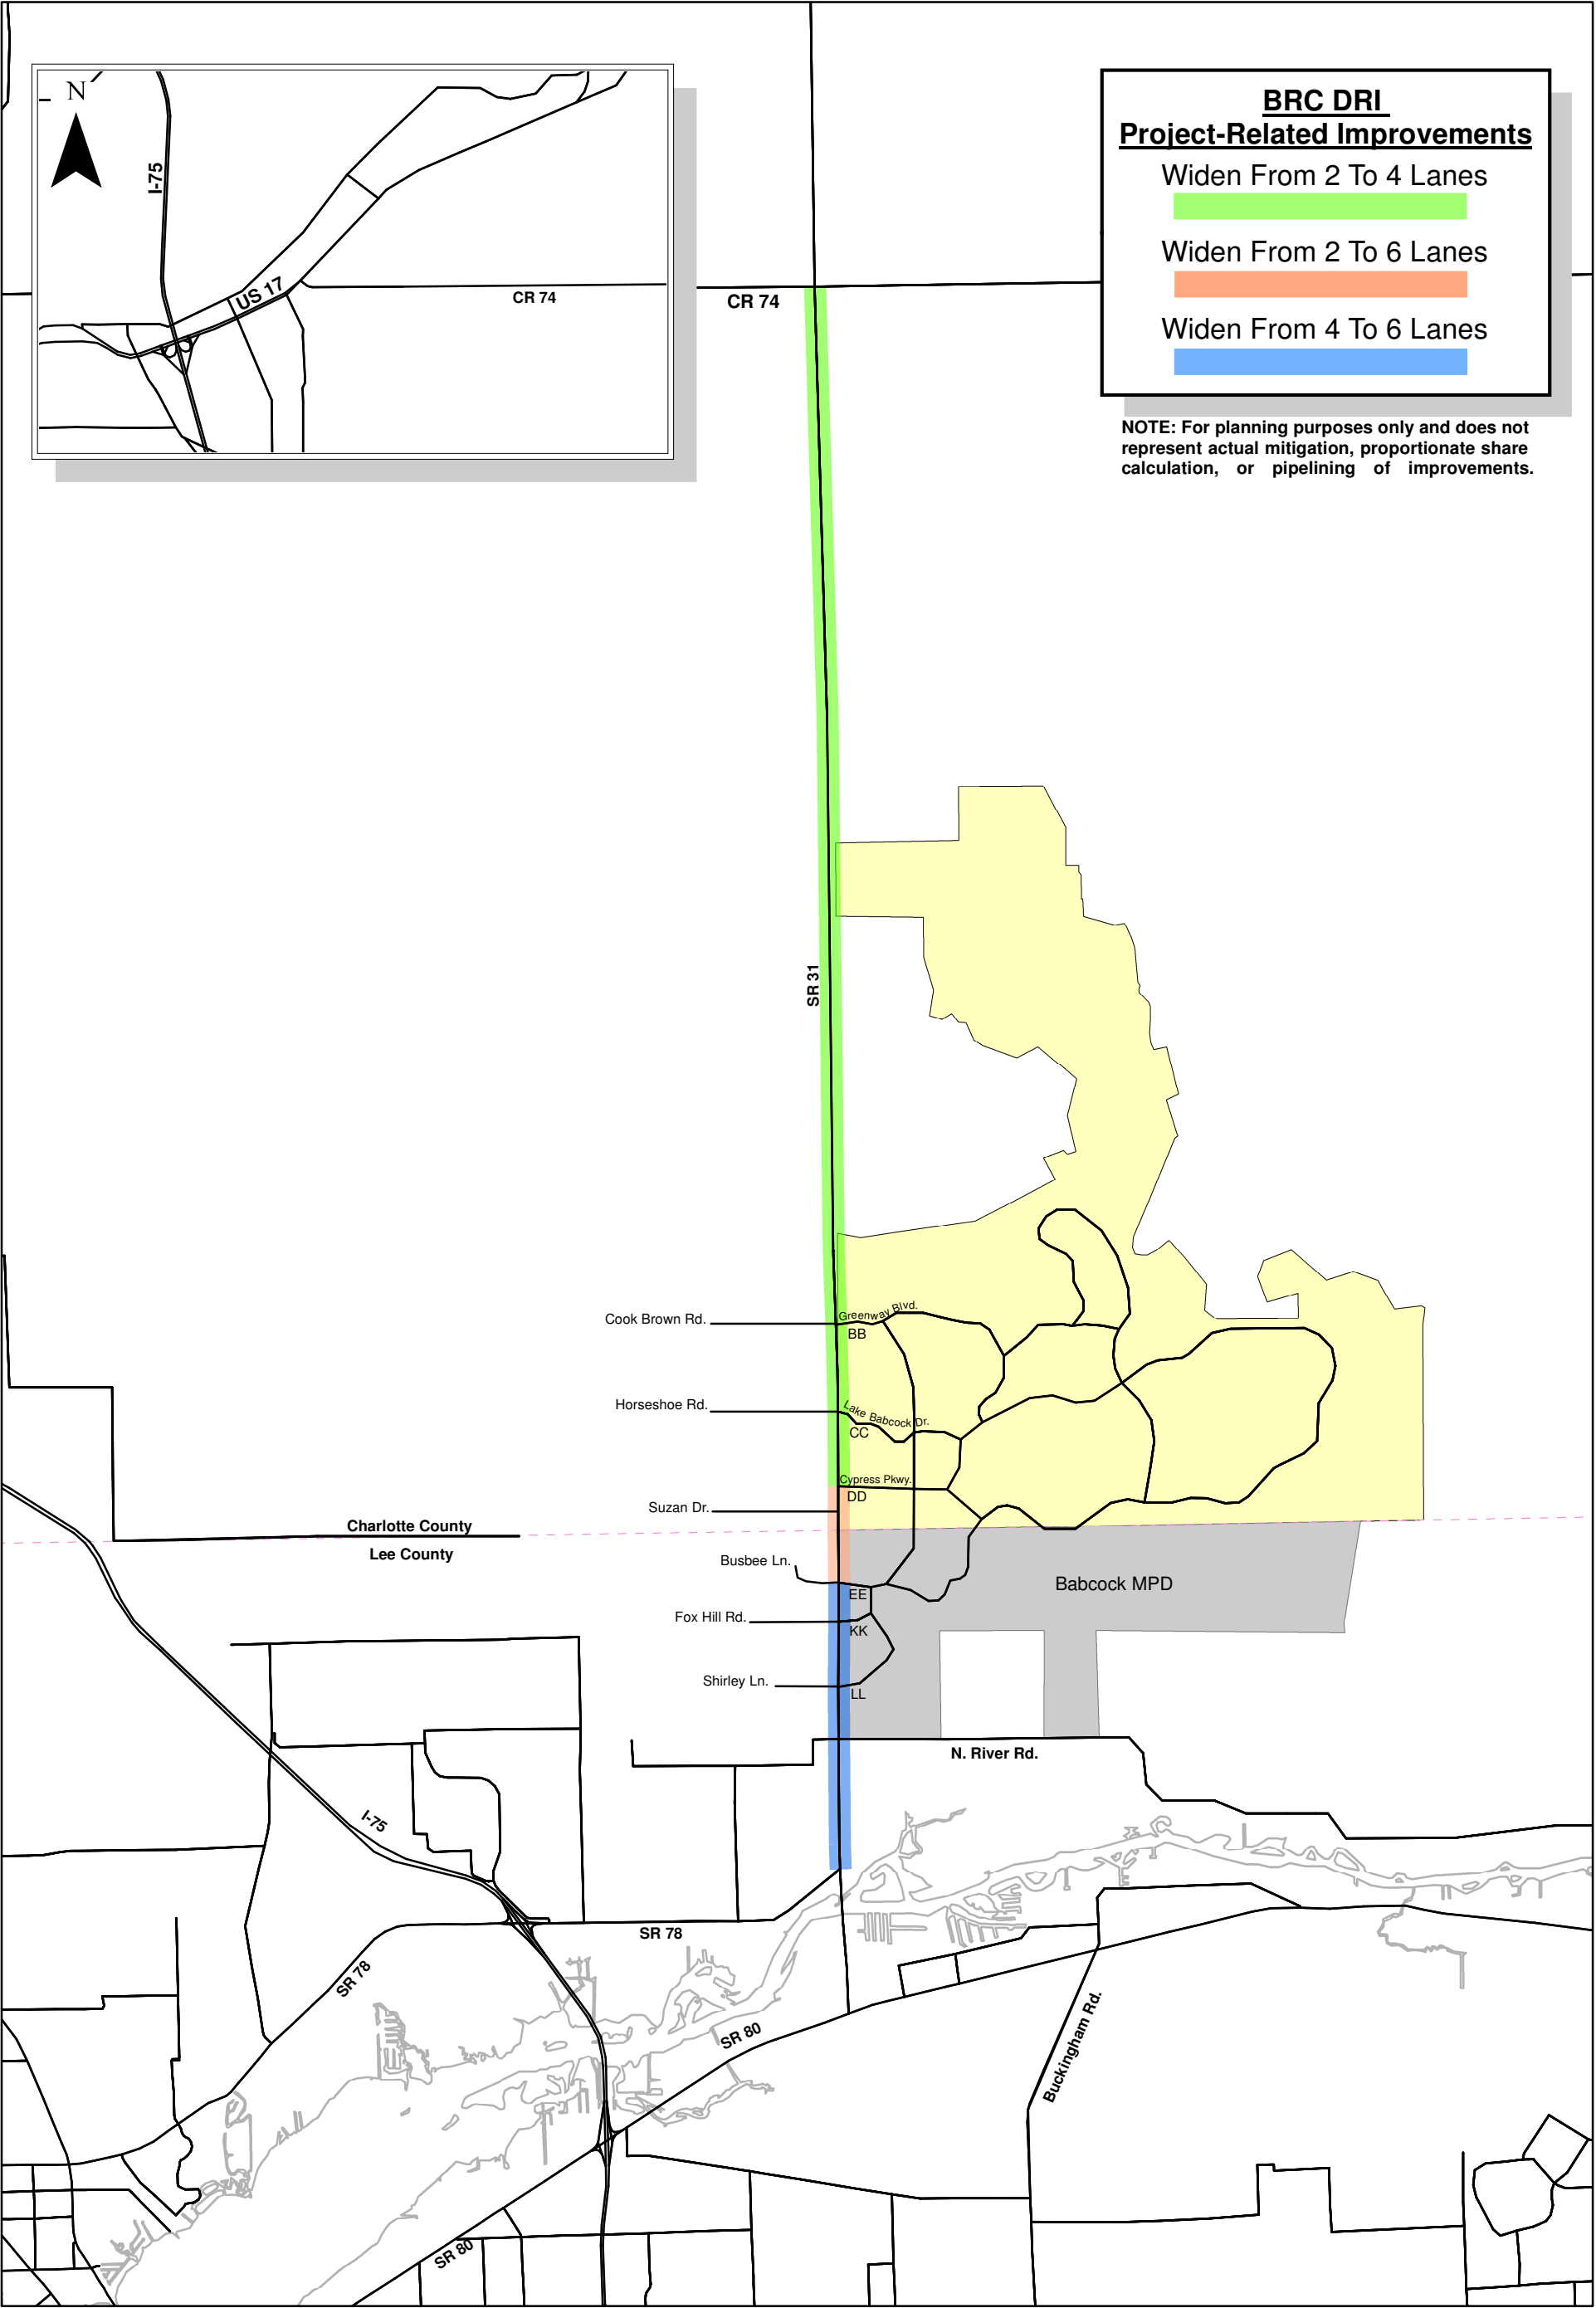 N
I-75
US 17
CR 74
CR 74
BRC DRI
Project-Related Improvements
Widen From 2 To 4 Lanes
Widen From 2 To 6 Lanes
Widen From 4 To 6 Lanes
NOTE: For planning purposes only and does not
represent actual mitigation, proportionate share
calculation, or pipelining of improvements.
SR 31
Cook Brown Rd.
Greenway Blvd.
BB
Horseshoe Rd.
Lake Babcock Dr.
CC
Cypress Pkwy.
DD
Suzan Dr.
Charlotte County
Lee County
Busbee Ln.
EE
Babcock MPD
Fox Hill Rd.
KK
Shirley Ln.
LL
N. River Rd.
I-75
SR 78
SR 78
SR 80
Buckingham Rd.
SR 80